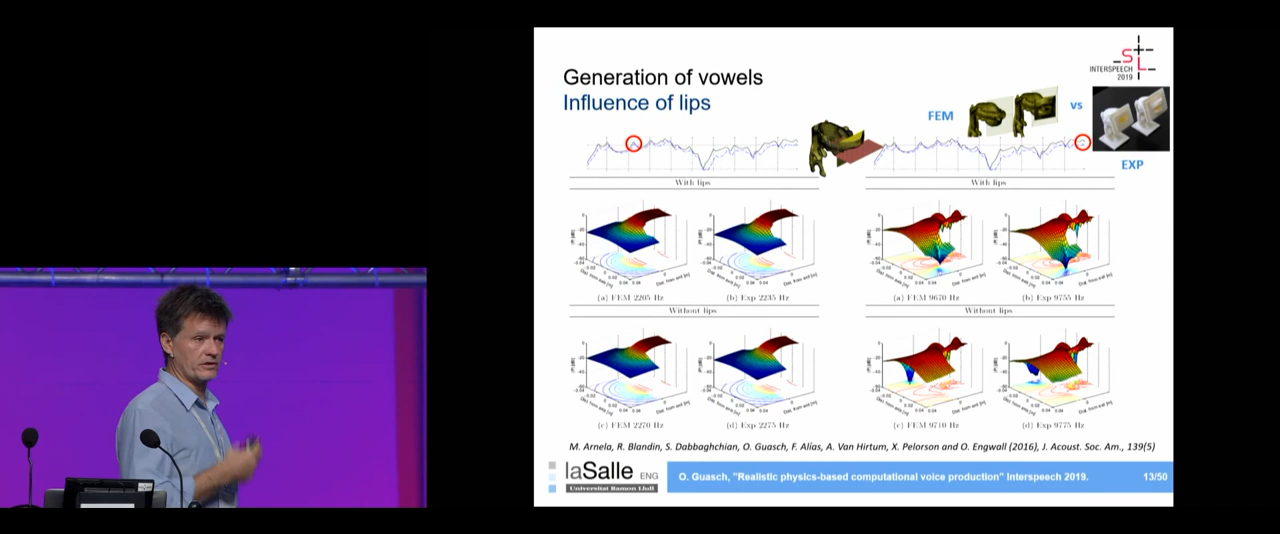 Generation of vowels
Influence of lips
INTERSPEECH
2019
FEM
vs
EXP
With lips
With lips
(a) FEM 2205 Hz
(b) Exp 2235 Hz
(a) FEM 9670 Hz
(b) Exp 9755 Hz
Without lips
Without lips
(c) FEM 2270 Hz
(d) Exp 2275 Hz
(c) FEM 9710 Hz
(d) Exp 9775 Hz
M. Arnela, R. Blandin, S. Dabbaghchian, O. Guasch, F. Alías, A. Van Hirtum, X. Pelorson and O. Engwall (2016), J. Acoust. Soc. Am., 139(5)
laSalle ENG
Universitat Ramon Llull
O. Guasch, "Realistic physics-based computational voice production" Interspeech 2019.
13/50